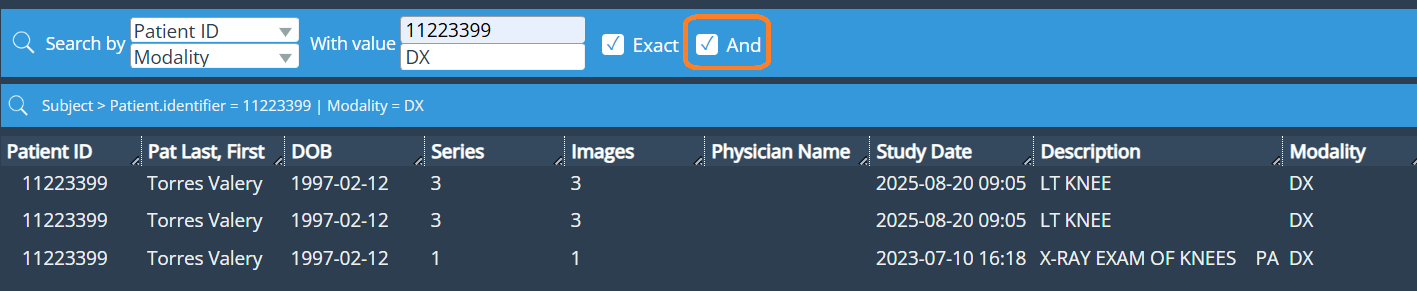 Search by Patient ID With value 11223399 Exact And
Modality DX
Subject > Patient.identifier = 11223399 | Modality = DX
Patient ID Pat Last, First DOB Series Images Physician Name Study Date Description Modality
11223399 Torres Valery 1997-02-12 3 3 2025-08-20 09:05 LT KNEE DX
11223399 Torres Valery 1997-02-12 3 3 2025-08-20 09:05 LT KNEE DX
11223399 Torres Valery 1997-02-12 1 1 2023-07-10 16:18 X-RAY EXAM OF KNEES PA DX